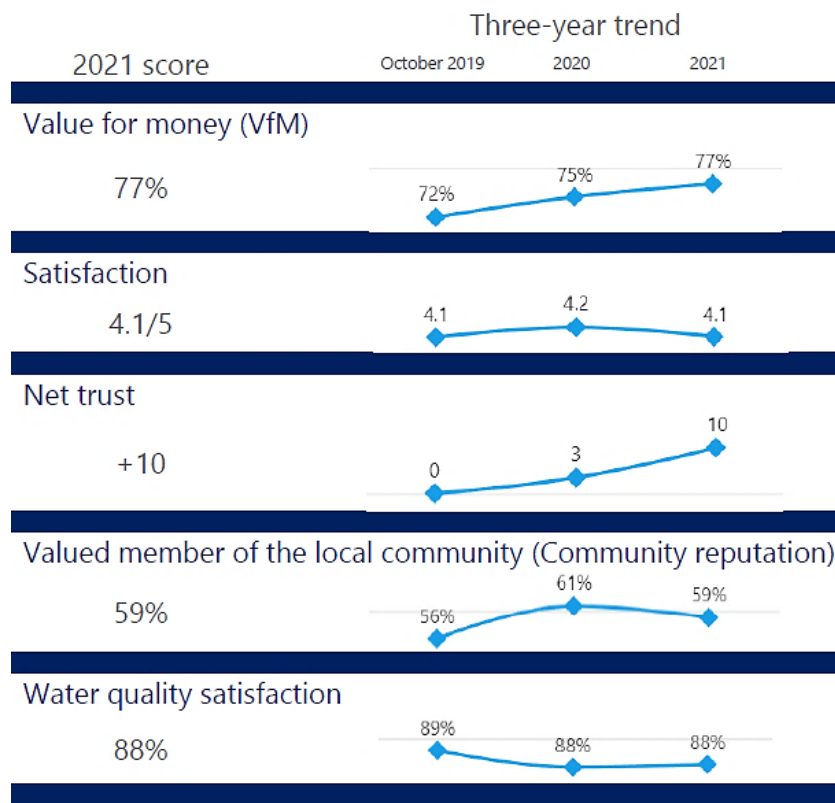 Three-year trend
2021 score
October 2019 2020 2021
Value for money (VfM)
77%
72% 75% 77%
Satisfaction
4.1/5
4.1 4.2 4.1
Net trust
+10
0 3 10
Valued member of the local community (Community reputation)
59%
56% 61% 59%
Water quality satisfaction
88%
89% 88% 88%